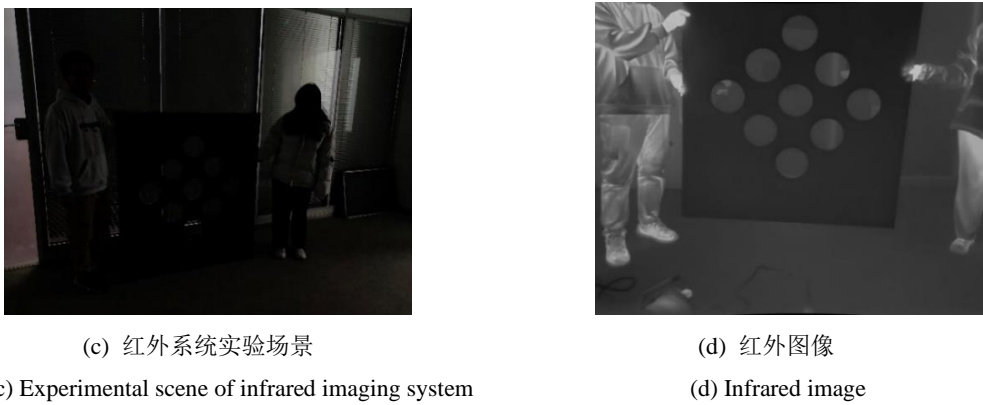 (c) 红外系统实验场景
(d) 红外图像
c) Experimental scene of infrared imaging system
(d) Infrared image